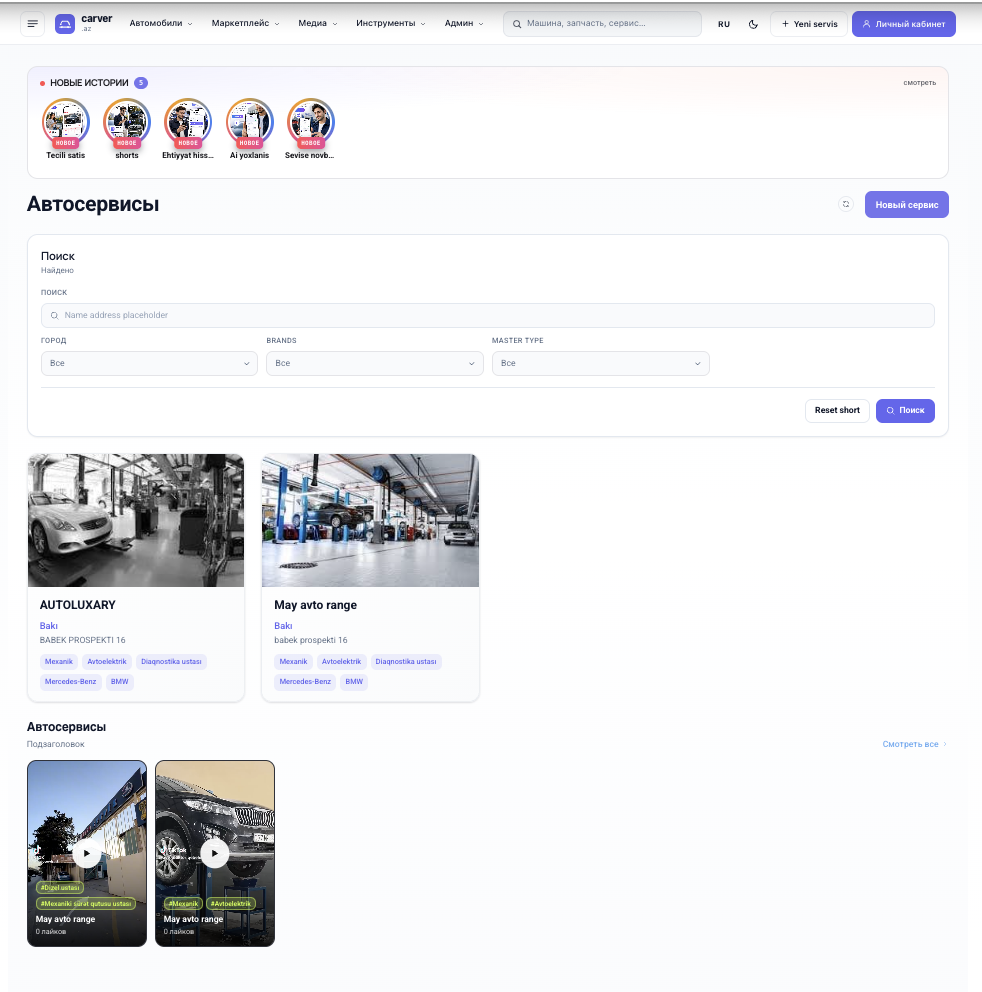 carver
.az
Автомобили
Маркетплейс
Медиа
Инструменты
Админ
Машина, запчасть, сервис...
RU
+ Yeni servis
Личный кабинет
НОВЫЕ ИСТОРИИ 5
смотреть
НОВОЕ НОВОЕ НОВОЕ НОВОЕ НОВОЕ
Tecili satis
shorts
Ehtiyyat hiss...
Ai yoxlanis
Sevise novb...
Автосервисы
Новый сервис
Поиск
Найдено
ПОИСК
Name address placeholder
ГОРОД
BRANDS
MASTER TYPE
Все
Все
Все
Reset short
Поиск
AUTOLUXARY
Bakı
BABEK PROSPEKTI 16
Mexanik Avtoelektrik Diaqnostika ustası
Mercedes-Benz BMW
May avto range
Bakı
babek prospekti 16
Mexanik Avtoelektrik Diaqnostika ustası
Mercedes-Benz BMW
Автосервисы
Подзаголовок
Смотреть все
#Dizel ustası
#Mexaniki sürət qutusu ustası
May avto range
0 лайков
TikTok
#Mexanik #Avtoelektrik
May avto range
0 лайков